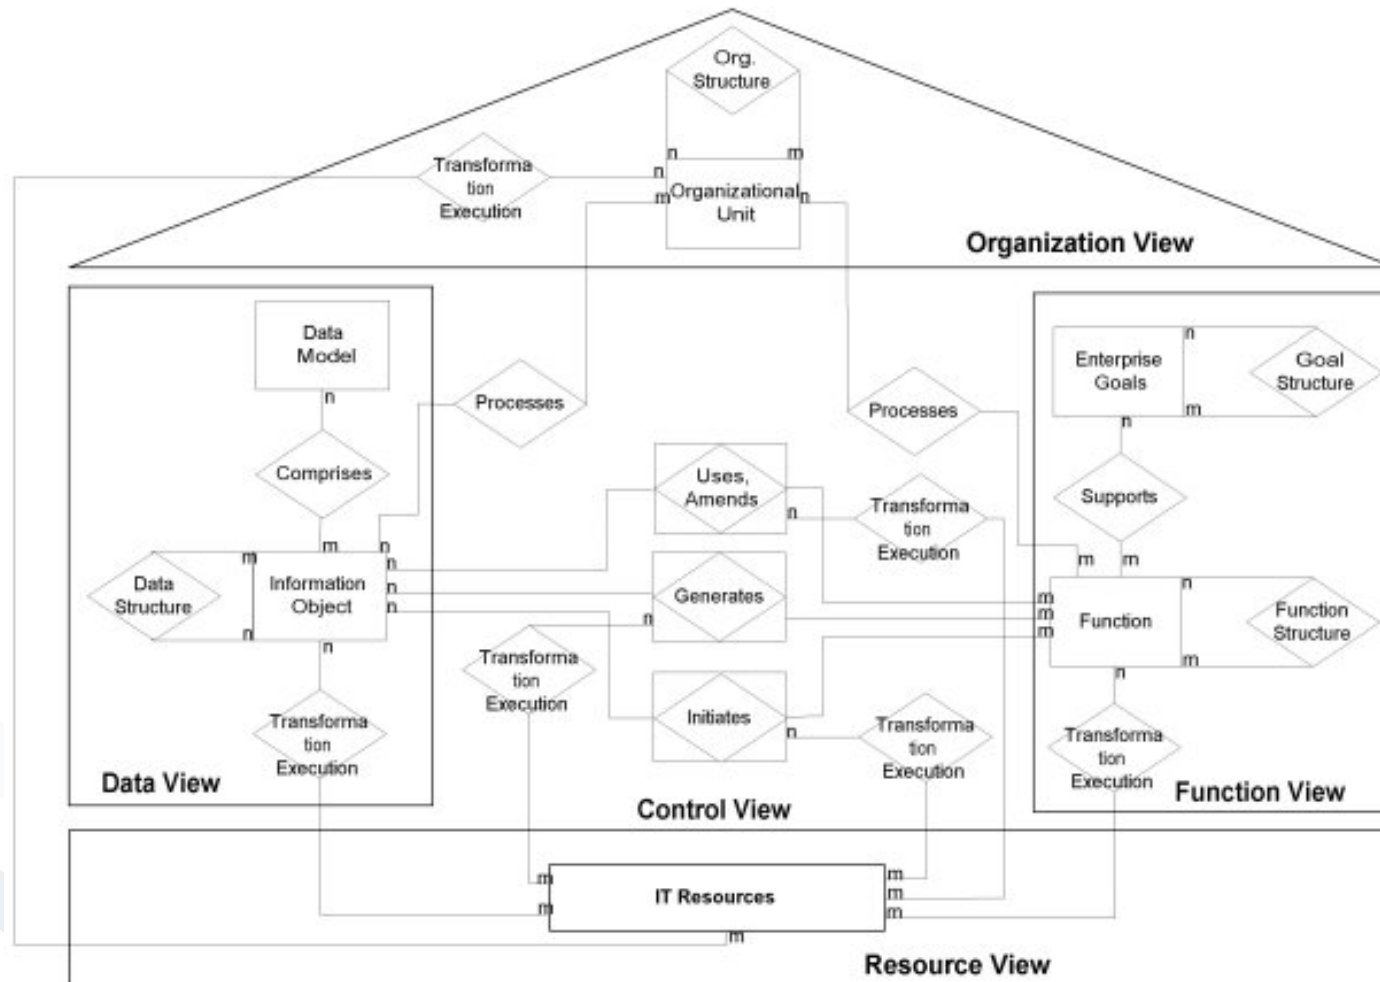 Org.
Structure
n
m
Transforma
tion
Execution
n
m
Organizational
Unit
n
Organization View
Data
Model
n
Comprises
m
n
Processes
Processes
Enterprise
Goals
n
m
Goal
Structure
n
Supports
m
m
Uses,
Amends
n
Transforma
tion
Execution
Data
Structure
m
n
Information
Object
n
n
n
n
Generates
n
Transforma
tion
Execution
Initiates
n
Transforma
tion
Execution
m
m
m
Function
n
m
Function
Structure
n
Transforma
tion
Execution
Transforma
tion
Execution
Data View
Control View
Function View
m
m
IT Resources
m
m
m
m
Resource View